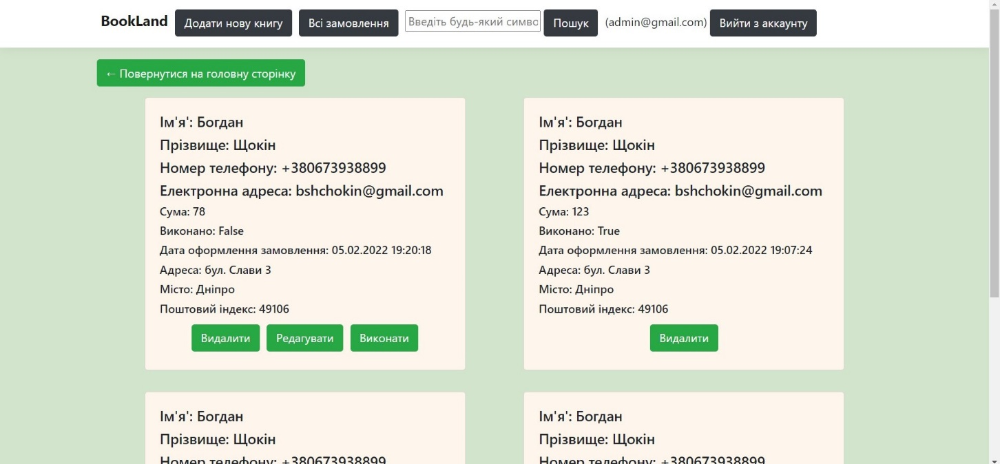 BookLand Додати нову книгу Всі замовлення Введіть будь-який символ Пошук (admin@gmail.com) Вийти з аккаунту
← Повернутися на головну сторінку
Ім'я': Богдан
Прізвище: Щокін
Номер телефону: +380673938899
Електронна адреса: bshchokin@gmail.com
Сума: 78
Виконано: False
Дата оформлення замовлення: 05.02.2022 19:20:18
Адреса: бул. Слави 3
Місто: Дніпро
Поштовий індекс: 49106
Видалити Редагувати Виконати
Ім'я': Богдан
Прізвище: Щокін
Номер телефону: +380673938899
Електронна адреса: bshchokin@gmail.com
Сума: 123
Виконано: True
Дата оформлення замовлення: 05.02.2022 19:07:24
Адреса: бул. Слави 3
Місто: Дніпро
Поштовий індекс: 49106
Видалити
Ім'я': Богдан
Прізвище: Щокін
Номер телефону: +380673938899
Ім'я': Богдан
Прізвище: Щокін
Номер телефону: +380673938899